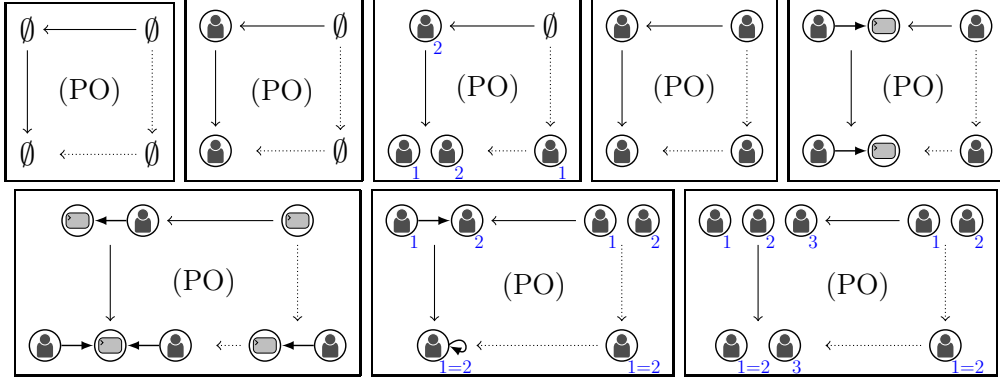 ∅ ∅
(PO)
∅ ∅
∅
(PO)
∅
2 ∅
(PO)
1 2 1
(PO)
(PO)
(PO)
1 2 1 2
(PO)
1=2 1=2
1 2 3 1 2
(PO)
1=2 3 1=2